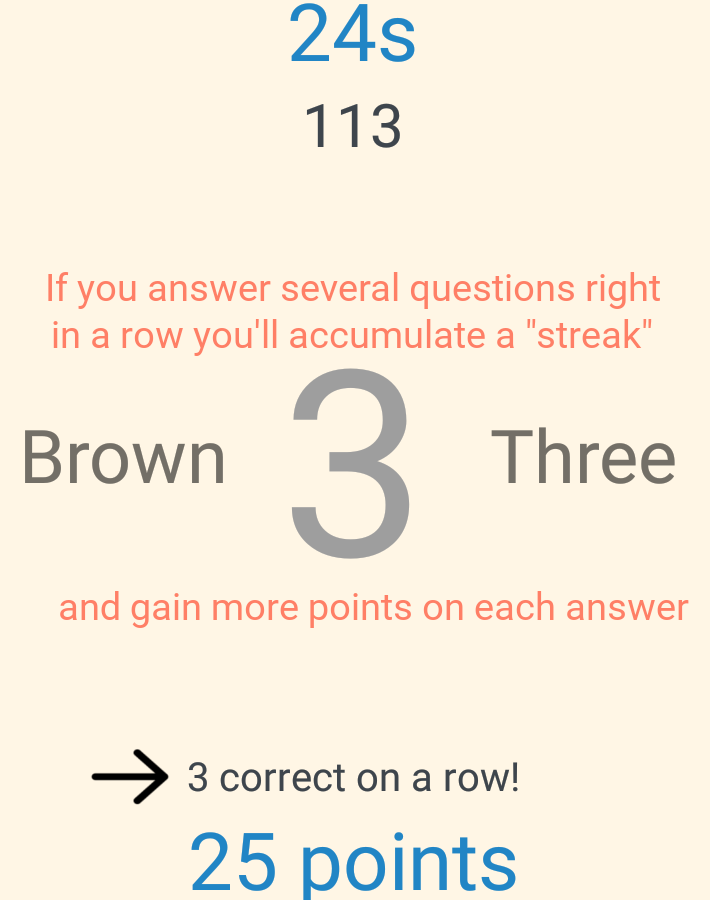 24s
113
If you answer several questions right
in a row you'll accumulate a "streak"
Brown 3 Three
and gain more points on each answer
3 correct on a row!
25 points